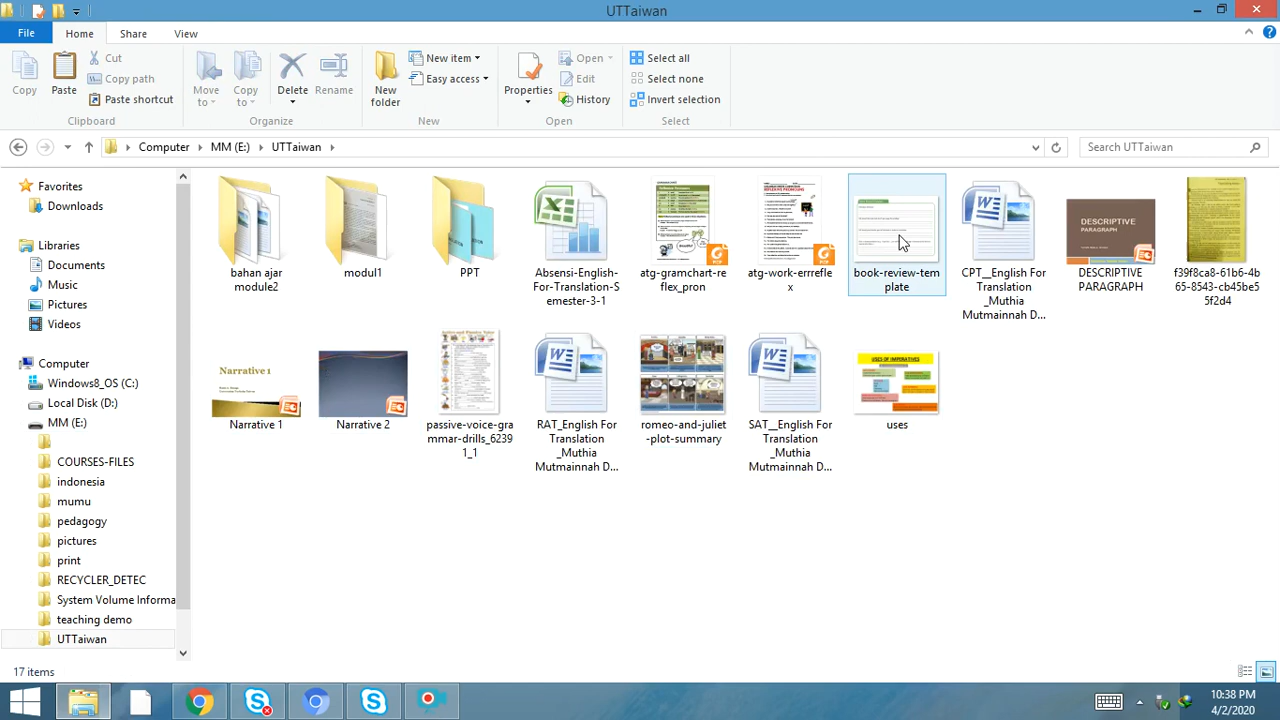 UTTaiwan
File
Home
Share
View
Copy
Paste
Cut
Copy path
Paste shortcut
Clipboard
Move to
Copy to
Delete
Rename
Organize
New folder
New item
Easy access
New
Properties
Open
Edit
History
Open
Select all
Select none
Invert selection
Select
Computer
MM (E:)
UTTaiwan
Search UTTaiwan
Favorites
Downloads
Libraries
Documents
Music
Pictures
Videos
Computer
Windows8_OS (C:)
Local Disk (D:)
MM (E:)
COURSES-FILES
indonesia
mumu
pedagogy
pictures
print
RECYCLER_DETEC
System Volume Informa
teaching demo
UTTaiwan
bahan ajar
module2
modul1
PPT
Absensi-English-
For-Translation-S
emester-3-1
atg-gramchart-re
flex_pron
atg-work-errrefle
x
book-review-tem
plate
CPT__English For
Translation
_Muthia
Mutmainnah D...
DESCRIPTIVE
PARAGRAPH
DESCRIPTIVE
PARAGRAPH
f39f8ca8-61b6-4b
65-8543-cb45be5
5f2d4
Narrative 1
Narrative 1
Narrative 2
passive-voice-gra
mmar-drills_6239
1_1
RAT_English For
Translation
_Muthia
Mutmainnah D...
romeo-and-juliet
-plot-summary
SAT__English For
Translation
_Muthia
Mutmainnah D...
USES OF IMPERATIVES
uses
17 items
10:38 PM
4/2/2020